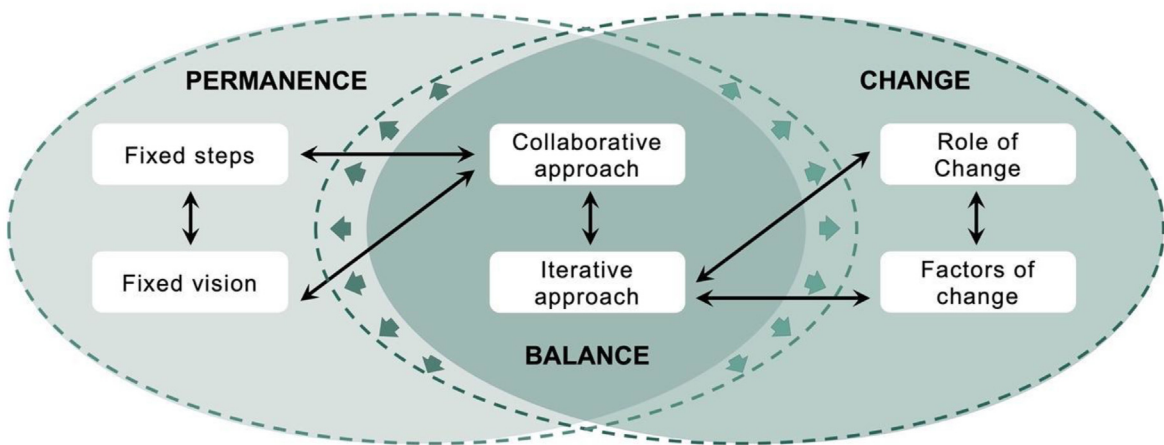 PERMANENCE
CHANGE
Fixed steps
Collaborative
approach
Role of
Change
Fixed vision
Iterative
approach
Factors of
change
BALANCE